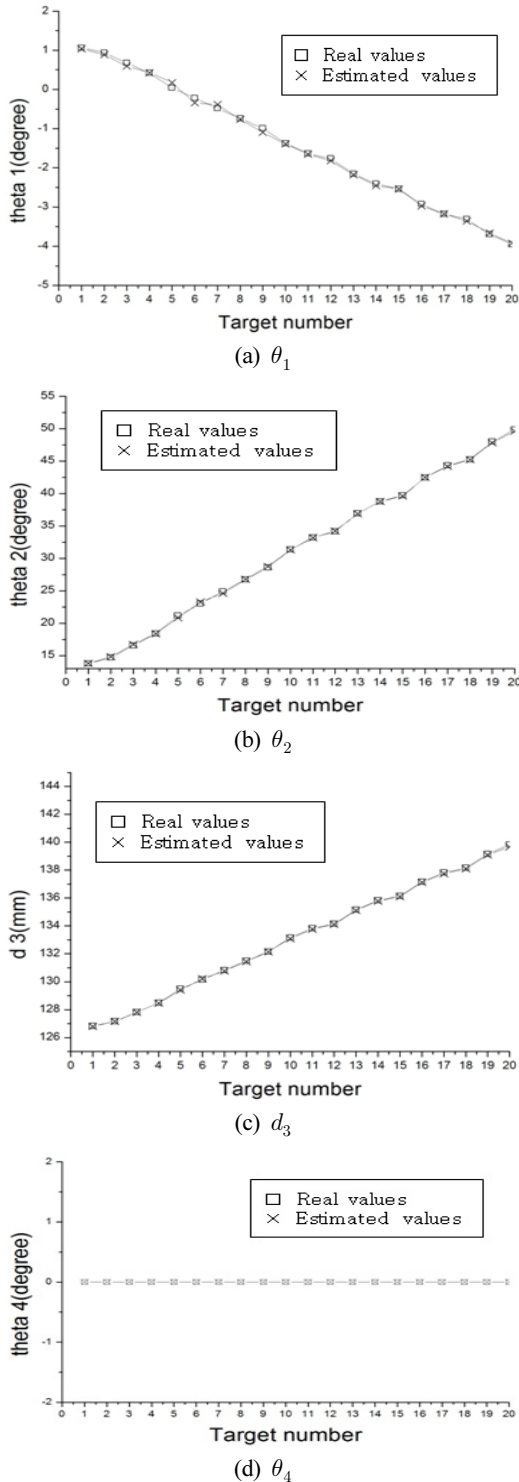 1
Real values
Estimated values
2
1
0
-1
-2
-3
-4
-5
theta 1(degree)
0 1 2 3 4 5 6 7 8 9 10 11 12 13 14 15 16 17 18 19 20
Target number
(a) θ₁
55
50
45
40
35
30
25
20
15
theta 2(degree)
Real values
Estimated values
0 1 2 3 4 5 6 7 8 9 10 11 12 13 14 15 16 17 18 19 20
Target number
(b) θ₂
144
142
140
138
136
134
132
130
128
126
d 3(mm)
Real values
Estimated values
0 1 2 3 4 5 6 7 8 9 10 11 12 13 14 15 16 17 18 19 20
Target number
(c) d₃
2
1
0
-1
-2
theta 4(degree)
Real values
Estimated values
0 1 2 3 4 5 6 7 8 9 10 11 12 13 14 15 16 17 18 19 20
Target number
(d) θ₄